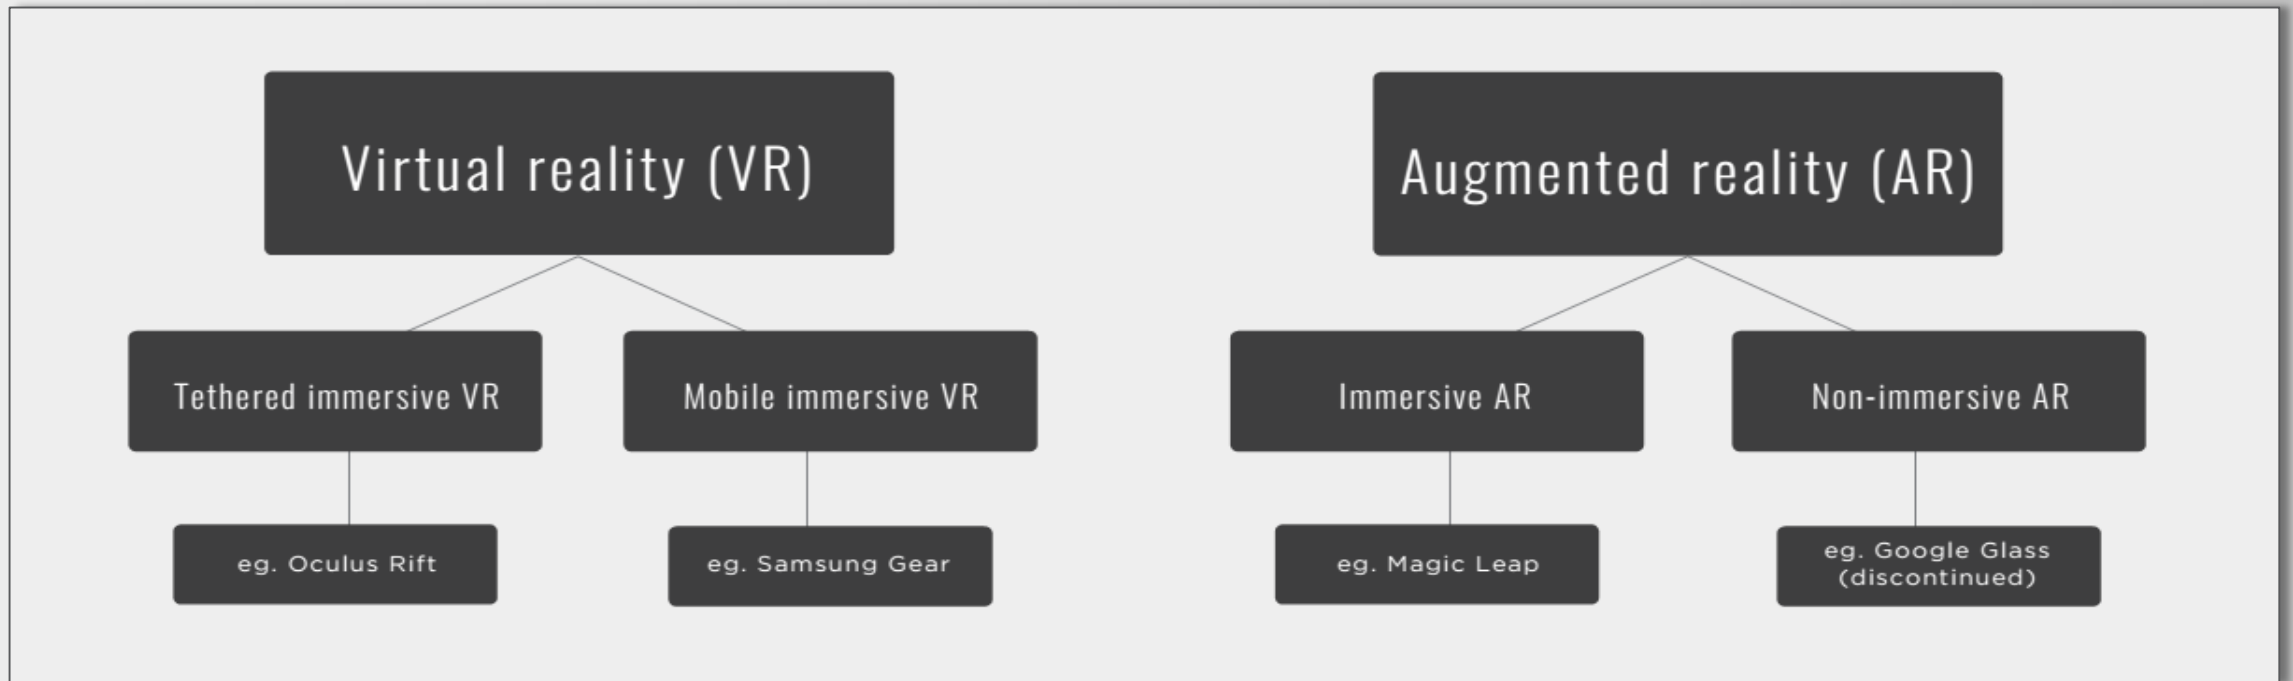 Virtual reality (VR)
Augmented reality (AR)
Tethered immersive VR
Mobile immersive VR
Immersive AR
Non-immersive AR
eg. Oculus Rift
eg. Samsung Gear
eg. Magic Leap
eg. Google Glass
(discontinued)